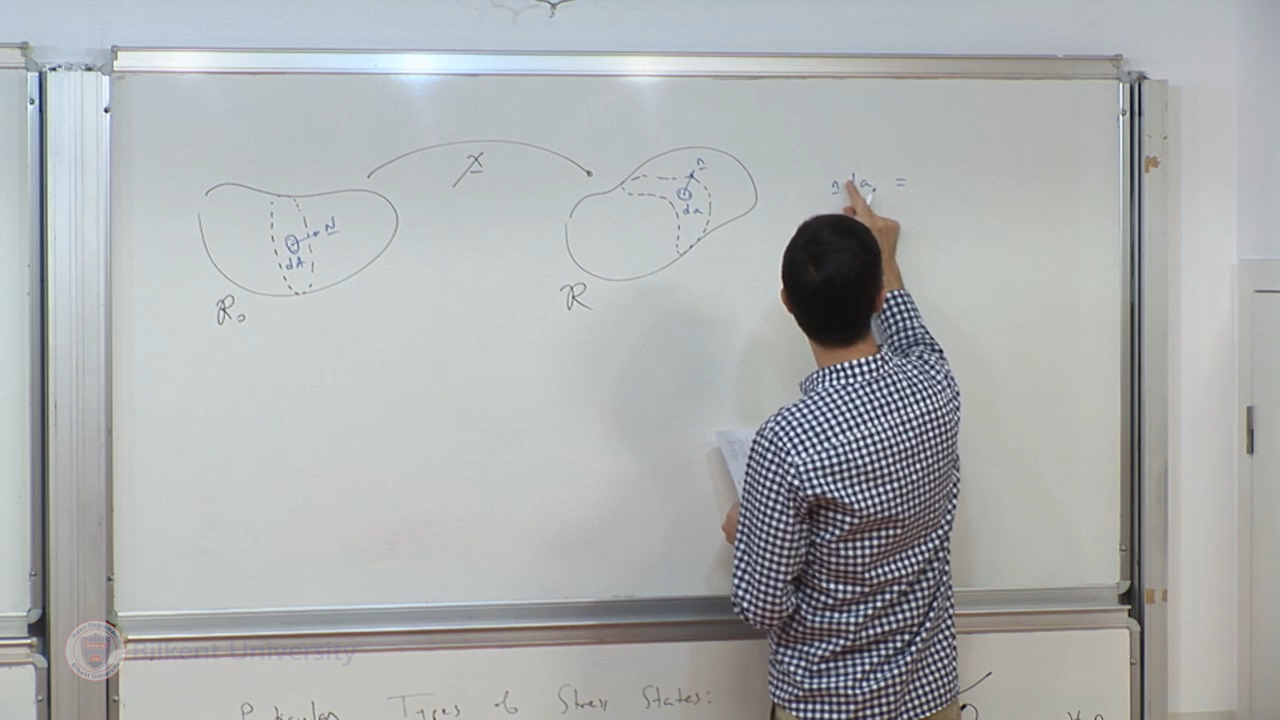 χ
n
n da =
N
dA
da
R₀
R
Bilkent University
Particular Types of Stress States: